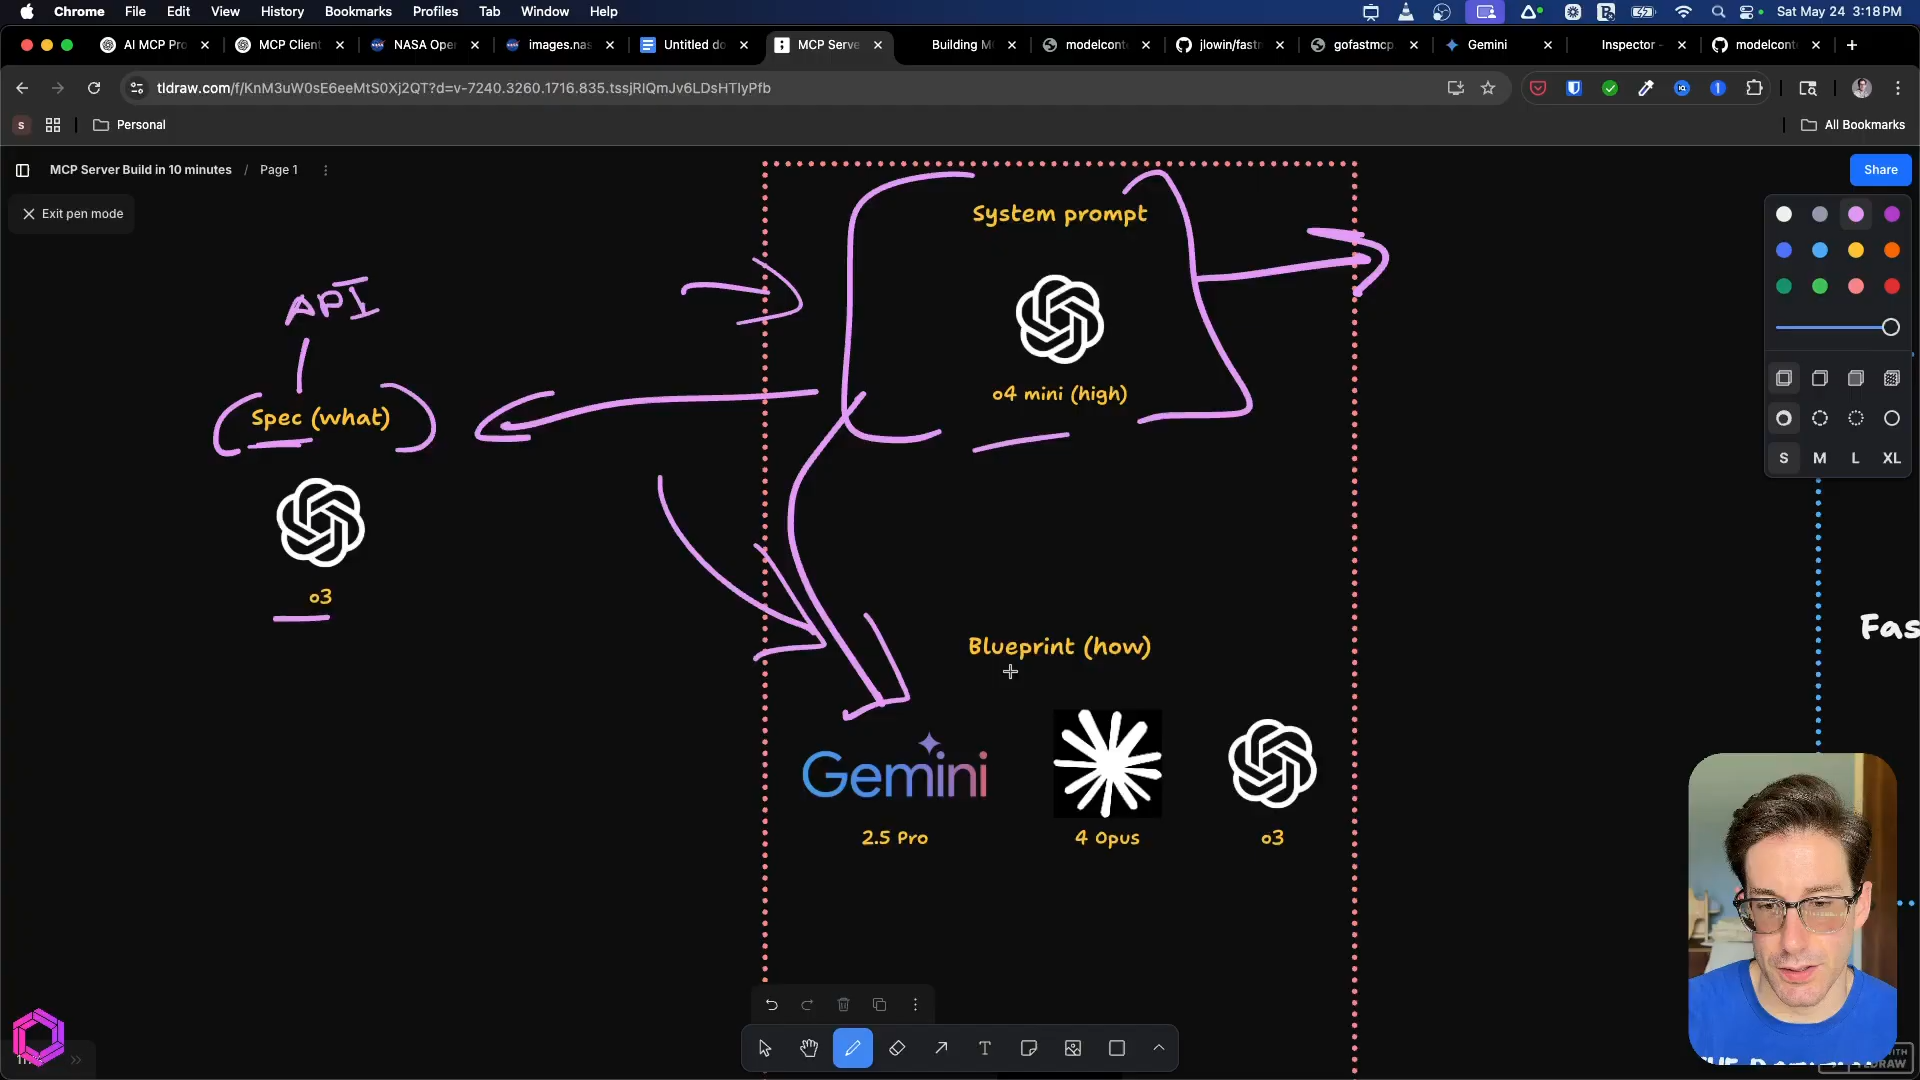 Chrome File Edit View History Bookmarks Profiles Tab Window Help
Sat May 24 3:18 PM
AI MCP Pro
MCP Client
NASA Ope
images.nas
Untitled do
MCP Serve
Building M
modelcont
jlowin/fast
gofastmcp.
Gemini
Inspector -
modelcont
tldraw.com/f/KnM3uW0sE6eeMtS0Xj2QT?d=v-7240.3260.1716.835.tssjRlQmJv6LDsHTIyPfb
S
Personal
All Bookmarks
MCP Server Build in 10 minutes / Page 1
Share
Exit pen mode
System prompt
API
o4 mini (high)
Spec (what)
S M L XL
o3
Blueprint (how)
Fas
Gemini
2.5 Pro
4 Opus
o3